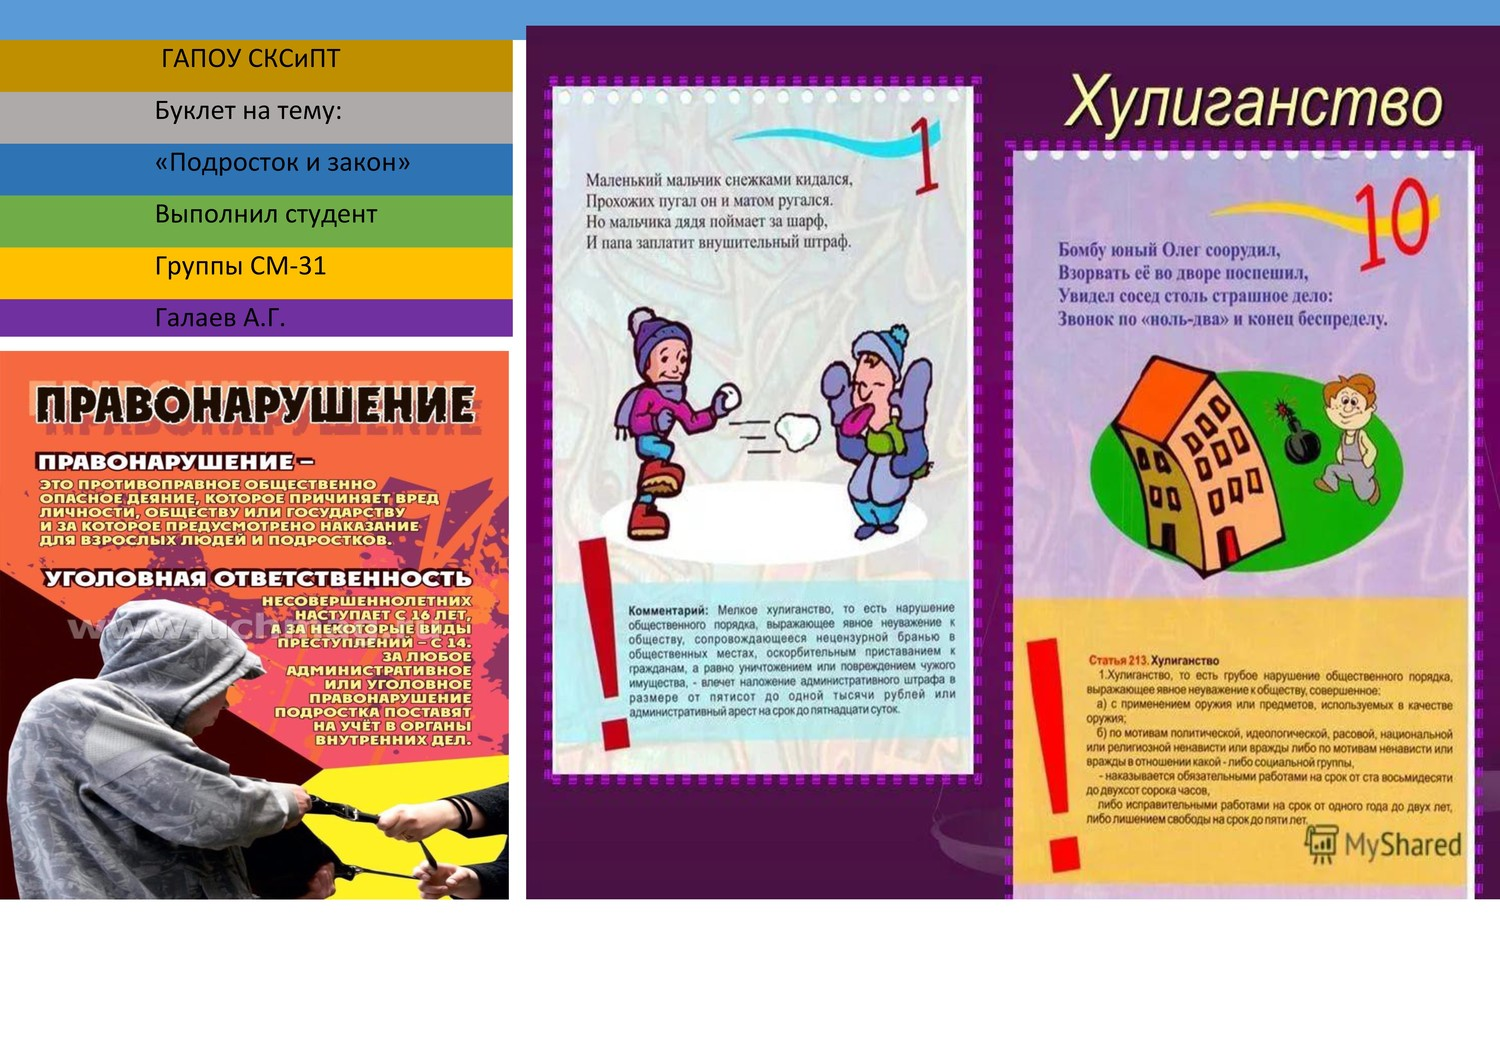 ГАПОУ СКСиПТ
Буклет на тему:
«Подросток и закон»
Выполнил студент
Группы СМ-31
Галаев А.Г.
ПРАВОНАРУШЕНИЕ
ПРАВОНАРУШЕНИЕ –
ЭТО ПРОТИВОПРАВНОЕ ОБЩЕСТВЕННО
ОПАСНОЕ ДЕЯНИЕ, КОТОРОЕ ПРИЧИНЯЕТ ВРЕД
ЛИЧНОСТИ, ОБЩЕСТВУ ИЛИ ГОСУДАРСТВУ
И ЗА КОТОРОЕ ПРЕДУСМОТРЕНО НАКАЗАНИЕ
ДЛЯ ВЗРОСЛЫХ ЛЮДЕЙ И ПОДРОСТКОВ.
УГОЛОВНАЯ ОТВЕТСТВЕННОСТЬ
НЕСОВЕРШЕННОЛЕТНИХ
НАСТУПАЕТ С 16 ЛЕТ,
А ЗА НЕКОТОРЫЕ ВИДЫ
ПРЕСТУПЛЕНИЙ – С 14.
ЗА ЛЮБОЕ
АДМИНИСТРАТИВНОЕ
ИЛИ УГОЛОВНОЕ
ПРАВОНАРУШЕНИЕ
ПОДРОСТКА ПОСТАВЯТ
НА УЧЁТ В ОРГАНЫ
ВНУТРЕННИХ ДЕЛ.
1
Маленький мальчик снежками кидался,
Прохожих пугал он и матом ругался.
Но мальчика дядя поймает за шарф,
И папа заплатит внушительный штраф.
Комментарий: Мелкое хулиганство, то есть нарушение
общественного порядка, выражающее явное неуважение к
обществу, сопровождающееся нецензурной бранью в
общественных местах, оскорбительным приставанием к
гражданам, а равно уничтожением или повреждением чужого
имущества, - влечет наложение административного штрафа в
размере от пятисот до одной тысячи рублей или
административный арест на срок до пятнадцати суток.
Хулиганство
10
Бомбу юный Олег соорудил,
Взорвать её во дворе поспешил,
Увидел сосед столь страшное дело:
Звонок по «ноль-два» и конец беспределу.
Статья 213. Хулиганство
1.Хулиганство, то есть грубое нарушение общественного порядка,
выражающее явное неуважение к обществу, совершенное:
а) с применением оружия или предметов, используемых в качестве
оружия;
б) по мотивам политической, идеологической, расовой, национальной
или религиозной ненависти или вражды либо по мотивам ненависти или
вражды в отношении какой - либо социальной группы,
- наказывается обязательными работами на срок от ста восьмидесяти
до двухсот сорока часов,
либо исправительными работами на срок от одного года до двух лет,
либо лишением свободы на срок до пяти лет.
MyShared